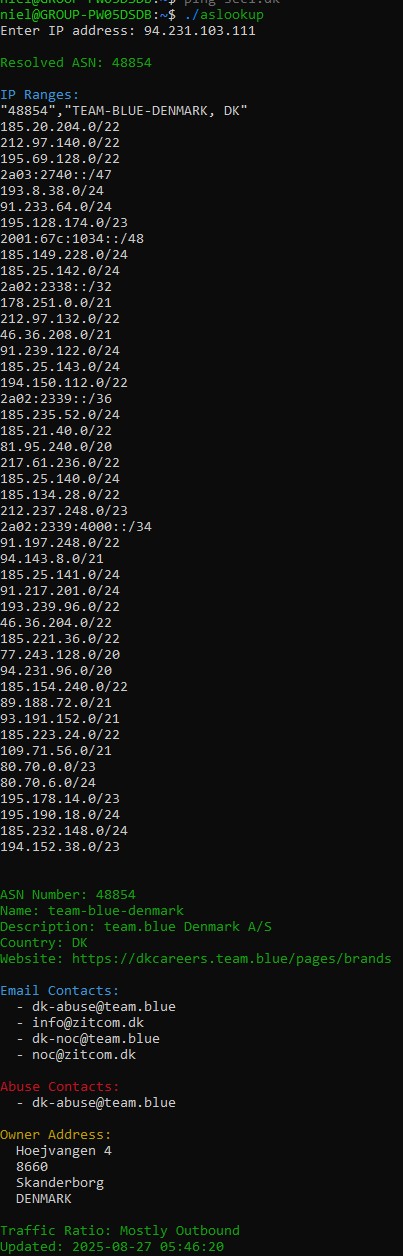 niel@GROUP-PW05DSDB:~$ ping
niel@GROUP-PW05DSDB:~$ ./aslookup
Enter IP address: 94.231.103.111
Resolved ASN: 48854
IP Ranges:
"48854","TEAM-BLUE-DENMARK, DK"
185.20.204.0/22
212.97.140.0/22
195.69.128.0/22
2a03:2740::/47
193.8.38.0/24
91.233.64.0/24
195.128.174.0/23
2001:67c:1034::/48
185.149.228.0/24
185.25.142.0/24
2a02:2338::/32
178.251.0.0/21
212.97.132.0/22
46.36.208.0/21
91.239.122.0/24
185.25.143.0/24
194.150.112.0/22
2a02:2339::/36
185.235.52.0/24
185.21.40.0/22
81.95.240.0/20
217.61.236.0/22
185.25.140.0/24
185.134.28.0/22
212.237.248.0/23
2a02:2339:4000::/34
91.197.248.0/22
94.143.8.0/21
185.25.141.0/24
91.217.201.0/24
193.239.96.0/22
46.36.204.0/22
185.221.36.0/22
77.243.128.0/20
94.231.96.0/20
185.154.240.0/22
89.188.72.0/21
93.191.152.0/21
185.223.24.0/22
109.71.56.0/21
80.70.0.0/23
80.70.6.0/24
195.178.14.0/23
195.190.18.0/24
185.232.148.0/24
194.152.38.0/23
ASN Number: 48854
Name: team-blue-denmark
Description: team.blue Denmark A/S
Country: DK
Website: https://dkcareers.team.blue/pages/brands
Email Contacts:
- dk-abuse@team.blue
- info@zitcom.dk
- dk-noc@team.blue
- noc@zitcom.dk
Abuse Contacts:
- dk-abuse@team.blue
Owner Address:
Hoejvangen 4
8660
Skanderborg
DENMARK
Traffic Ratio: Mostly Outbound
Updated: 2025-08-27 05:46:20